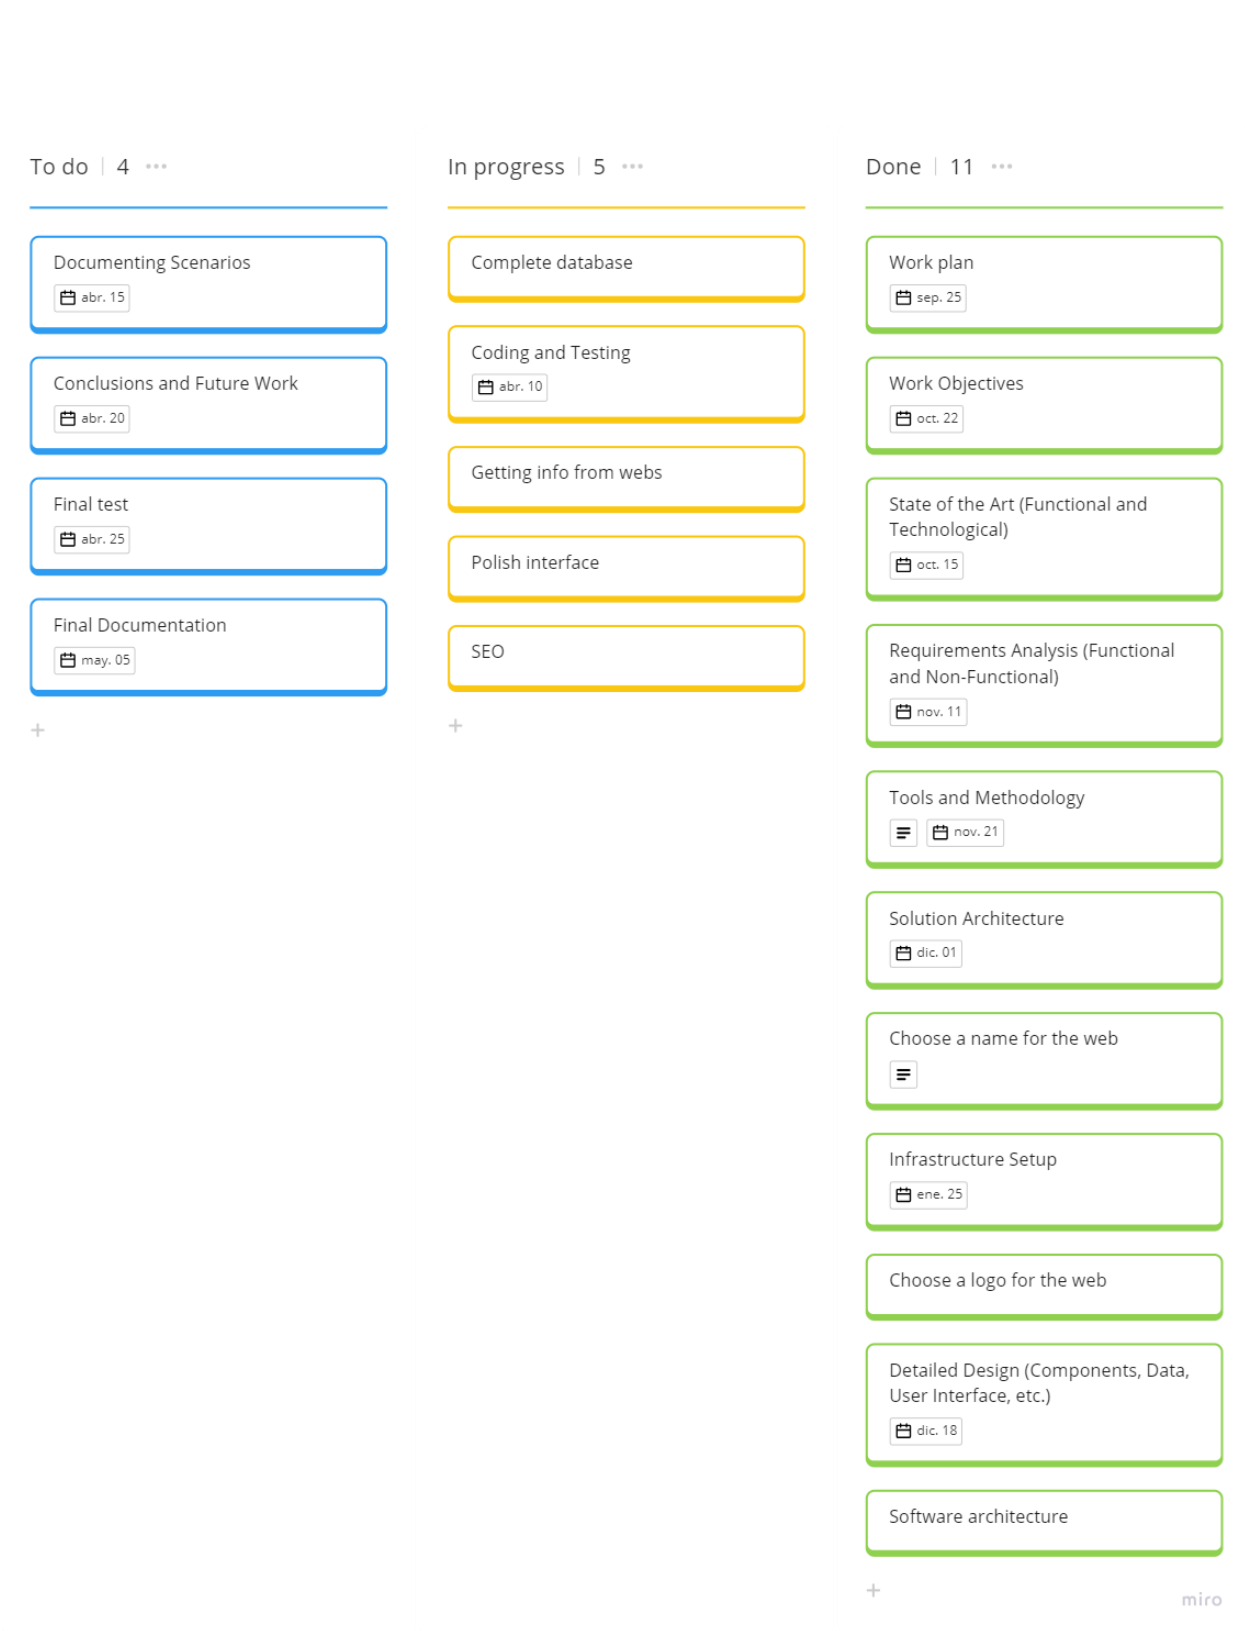 To do | 4
Documenting Scenarios
abr. 15
Conclusions and Future Work
abr. 20
Final test
abr. 25
Final Documentation
may. 05
+
In progress | 5
Complete database
Coding and Testing
abr. 10
Getting info from webs
Polish interface
SEO
+
Done | 11
Work plan
sep. 25
Work Objectives
oct. 22
State of the Art (Functional and
Technological)
oct. 15
Requirements Analysis (Functional
and Non-Functional)
nov. 11
Tools and Methodology
nov. 21
Solution Architecture
dic. 01
Choose a name for the web
Infrastructure Setup
ene. 25
Choose a logo for the web
Detailed Design (Components, Data,
User Interface, etc.)
dic. 18
Software architecture
+
miro